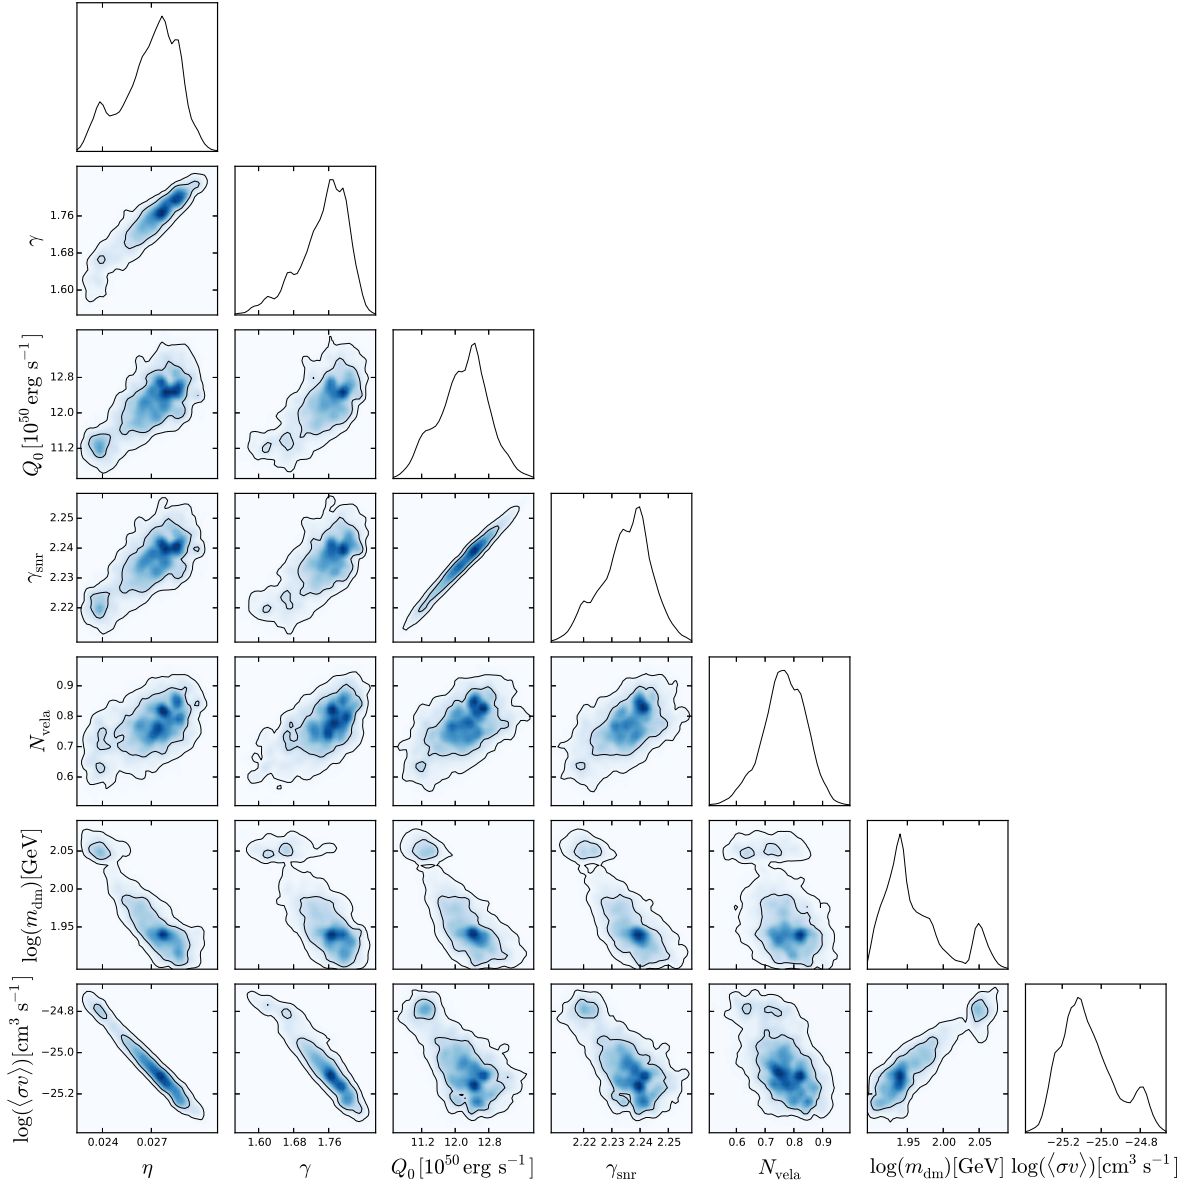 γ
1.76
1.68
1.60
Q₀ [10⁵⁰ erg s⁻¹]
12.8
12.0
11.2
γ_snr
2.25
2.24
2.23
2.22
N_vela
0.9
0.8
0.7
0.6
log(m_dm)[GeV]
2.05
2.00
1.95
log(⟨σv⟩)[cm³ s⁻¹]
−24.8
−25.0
−25.2
0.024 0.027 1.60 1.68 1.76 11.2 12.0 12.8 2.22 2.23 2.24 2.25 0.6 0.7 0.8 0.9 1.95 2.00 2.05 −25.2 −25.0 −24.8
η γ Q₀ [10⁵⁰ erg s⁻¹] γ_snr N_vela log(m_dm)[GeV] log(⟨σv⟩)[cm³ s⁻¹]